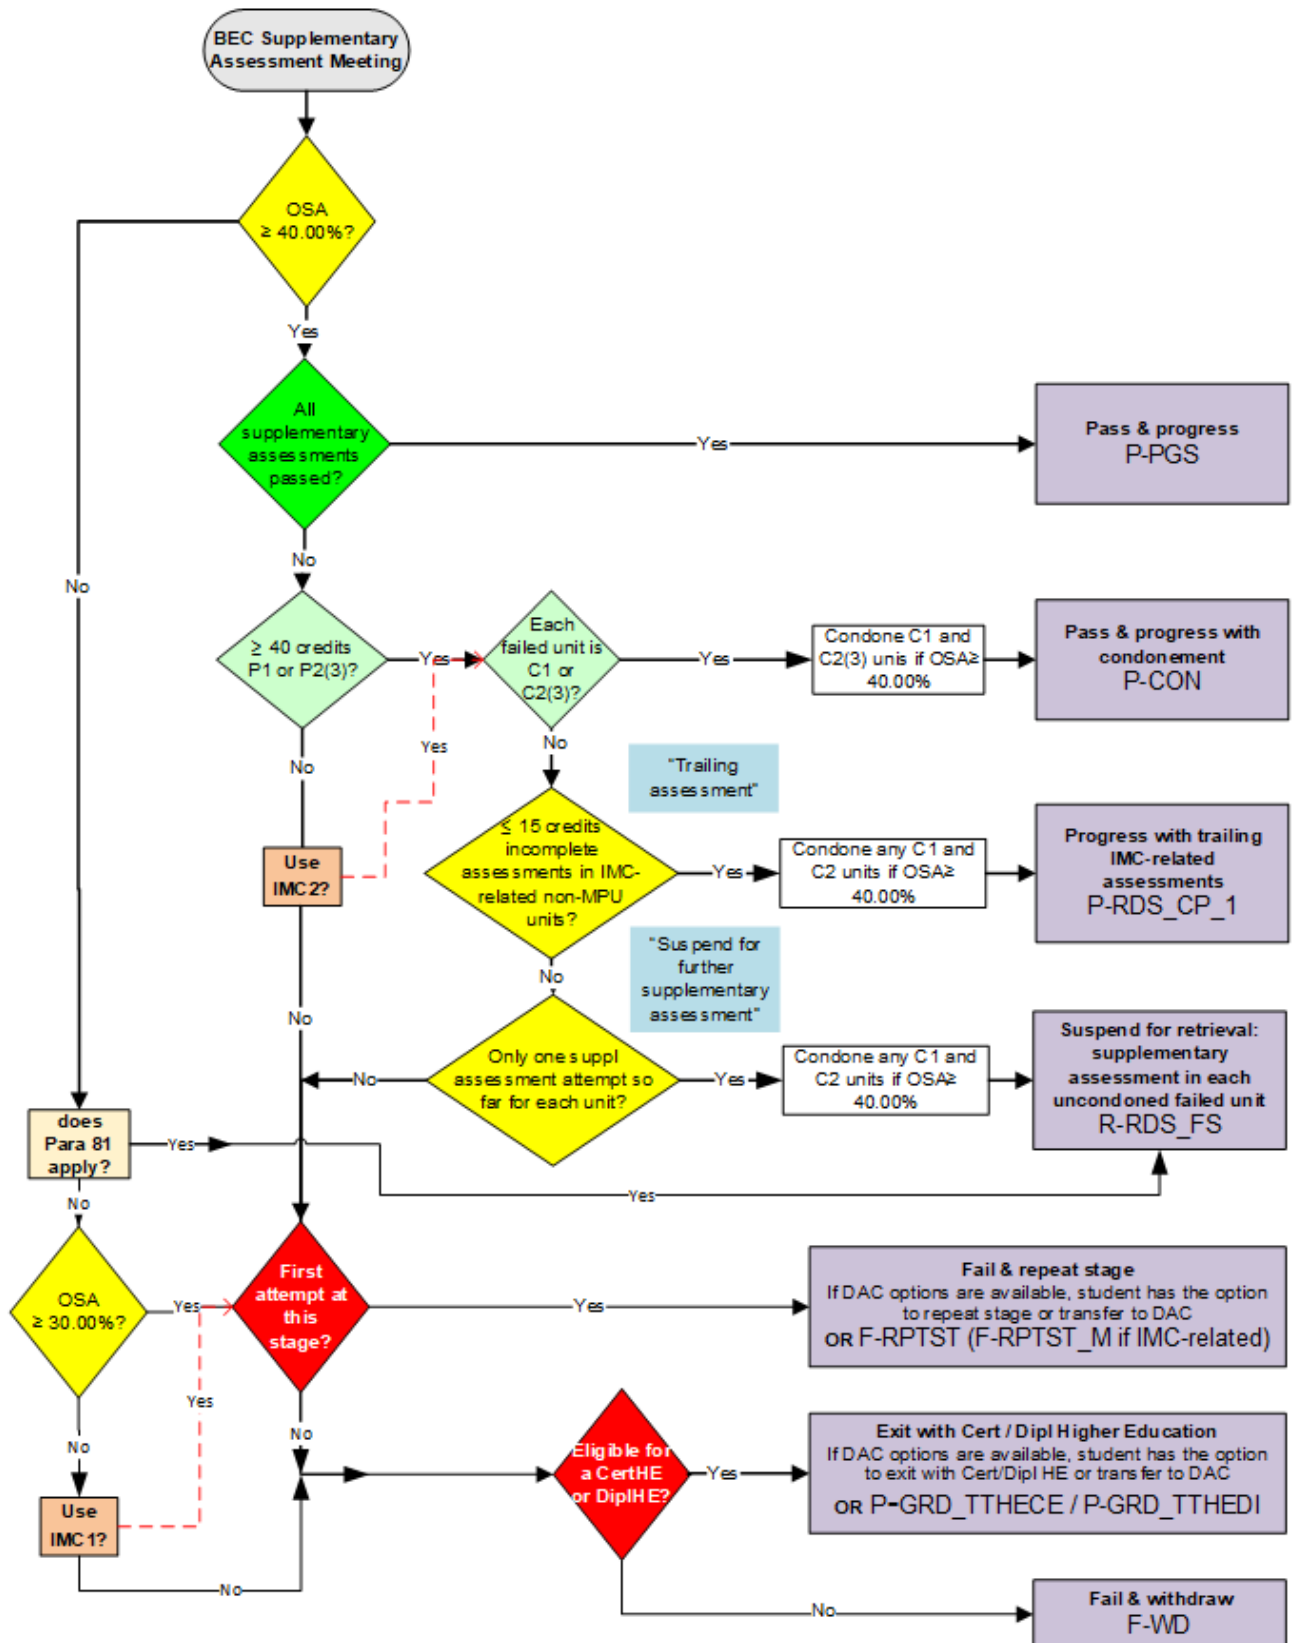 BEC Supplementary
Assessment Meeting
OSA
≥ 40.00%?
Yes
All
supplementary
assessments
passed?
Yes
Pass & progress
P-PGS
No
No
≥ 40 credits
P1 or P2(3)?
Yes
Each
failed unit is
C1 or
C2(3)?
Yes
Condone C1 and
C2(3) unis if OSA≥
40.00%
Pass & progress with
condonement
P-CON
Yes
No
No
"Trailing
assessment"
Use
IMC2?
≤ 15 credits
incomplete
assessments in IMC-
related non-MPU
units?
Yes
Condone any C1 and
C2 units if OSA≥
40.00%
Progress with trailing
IMC-related
assessments
P-RDS_CP_1
No
"Suspend for
further
supplementary
assessment"
No
Only one suppl
assessment attempt so
far for each unit?
No
Yes
Condone any C1 and
C2 units if OSA≥
40.00%
Suspend for retrieval:
supplementary
assessment in each
uncondoned failed unit
R-RDS_FS
does
Para 81
apply?
Yes
Yes
No
OSA
≥ 30.00%?
Yes
First
attempt at
this
stage?
Yes
Fail & repeat stage
If DAC options are available, student has the option
to repeat stage or transfer to DAC
OR F-RPTST (F-RPTST_M if IMC-related)
Yes
No
No
Use
IMC1?
No
Eligible for
a CertHE
or DiplHE?
Yes
Exit with Cert / Dipl Higher Education
If DAC options are available, student has the option
to exit with Cert/Dipl HE or transfer to DAC
OR P-GRD_TTHECE / P-GRD_TTHEDI
No
Fail & withdraw
F-WD